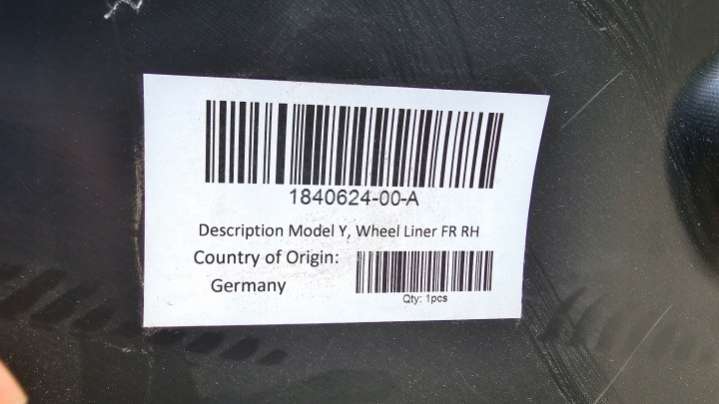 1840624-00-A
Description Model Y, Wheel Liner FR RH
Country of Origin:
Germany
Qty: 1pcs